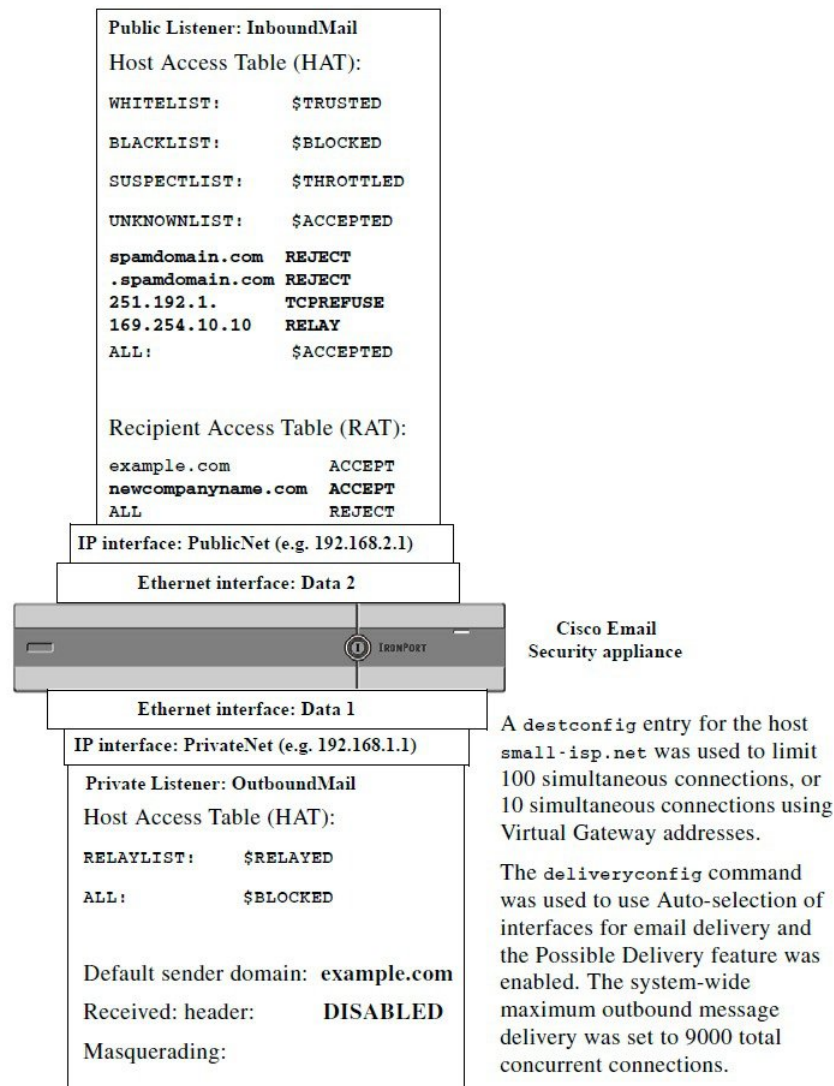 Public Listener: InboundMail
Host Access Table (HAT):
WHITELIST: $TRUSTED
BLACKLIST: $BLOCKED
SUSPECTLIST: $THROTTLED
UNKNOWNLIST: $ACCEPTED
spamdomain.com REJECT
.spamdomain.com REJECT
251.192.1. TCPREFUSE
169.254.10.10 RELAY
ALL: $ACCEPTED
Recipient Access Table (RAT):
example.com ACCEPT
newcompanyname.com ACCEPT
ALL REJECT
IP interface: PublicNet (e.g. 192.168.2.1)
Ethernet interface: Data 2
IRONPORT
Cisco Email
Security appliance
Ethernet interface: Data 1
IP interface: PrivateNet (e.g. 192.168.1.1)
Private Listener: OutboundMail
Host Access Table (HAT):
RELAYLIST: $RELAYED
ALL: $BLOCKED
Default sender domain: example.com
Received: header: DISABLED
Masquerading:
A destconfig entry for the host
small-isp.net was used to limit
100 simultaneous connections, or
10 simultaneous connections using
Virtual Gateway addresses.
The deliveryconfig command
was used to use Auto-selection of
interfaces for email delivery and
the Possible Delivery feature was
enabled. The system-wide
maximum outbound message
delivery was set to 9000 total
concurrent connections.